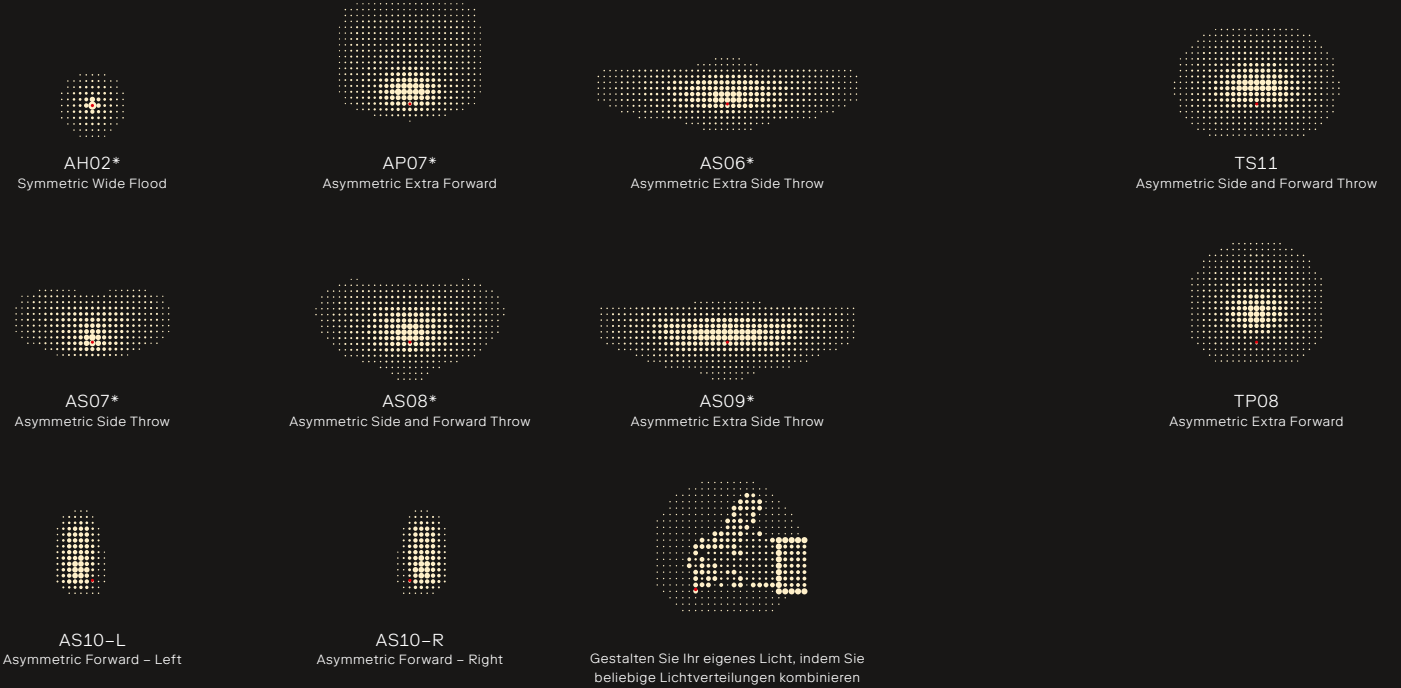 AH02*
Symmetric Wide Flood
AP07*
Asymmetric Extra Forward
AS06*
Asymmetric Extra Side Throw
TS11
Asymmetric Side and Forward Throw
AS07*
Asymmetric Side Throw
AS08*
Asymmetric Side and Forward Throw
AS09*
Asymmetric Extra Side Throw
TP08
Asymmetric Extra Forward
AS10–L
Asymmetric Forward – Left
AS10–R
Asymmetric Forward – Right
Gestalten Sie Ihr eigenes Licht, indem Sie
beliebige Lichtverteilungen kombinieren